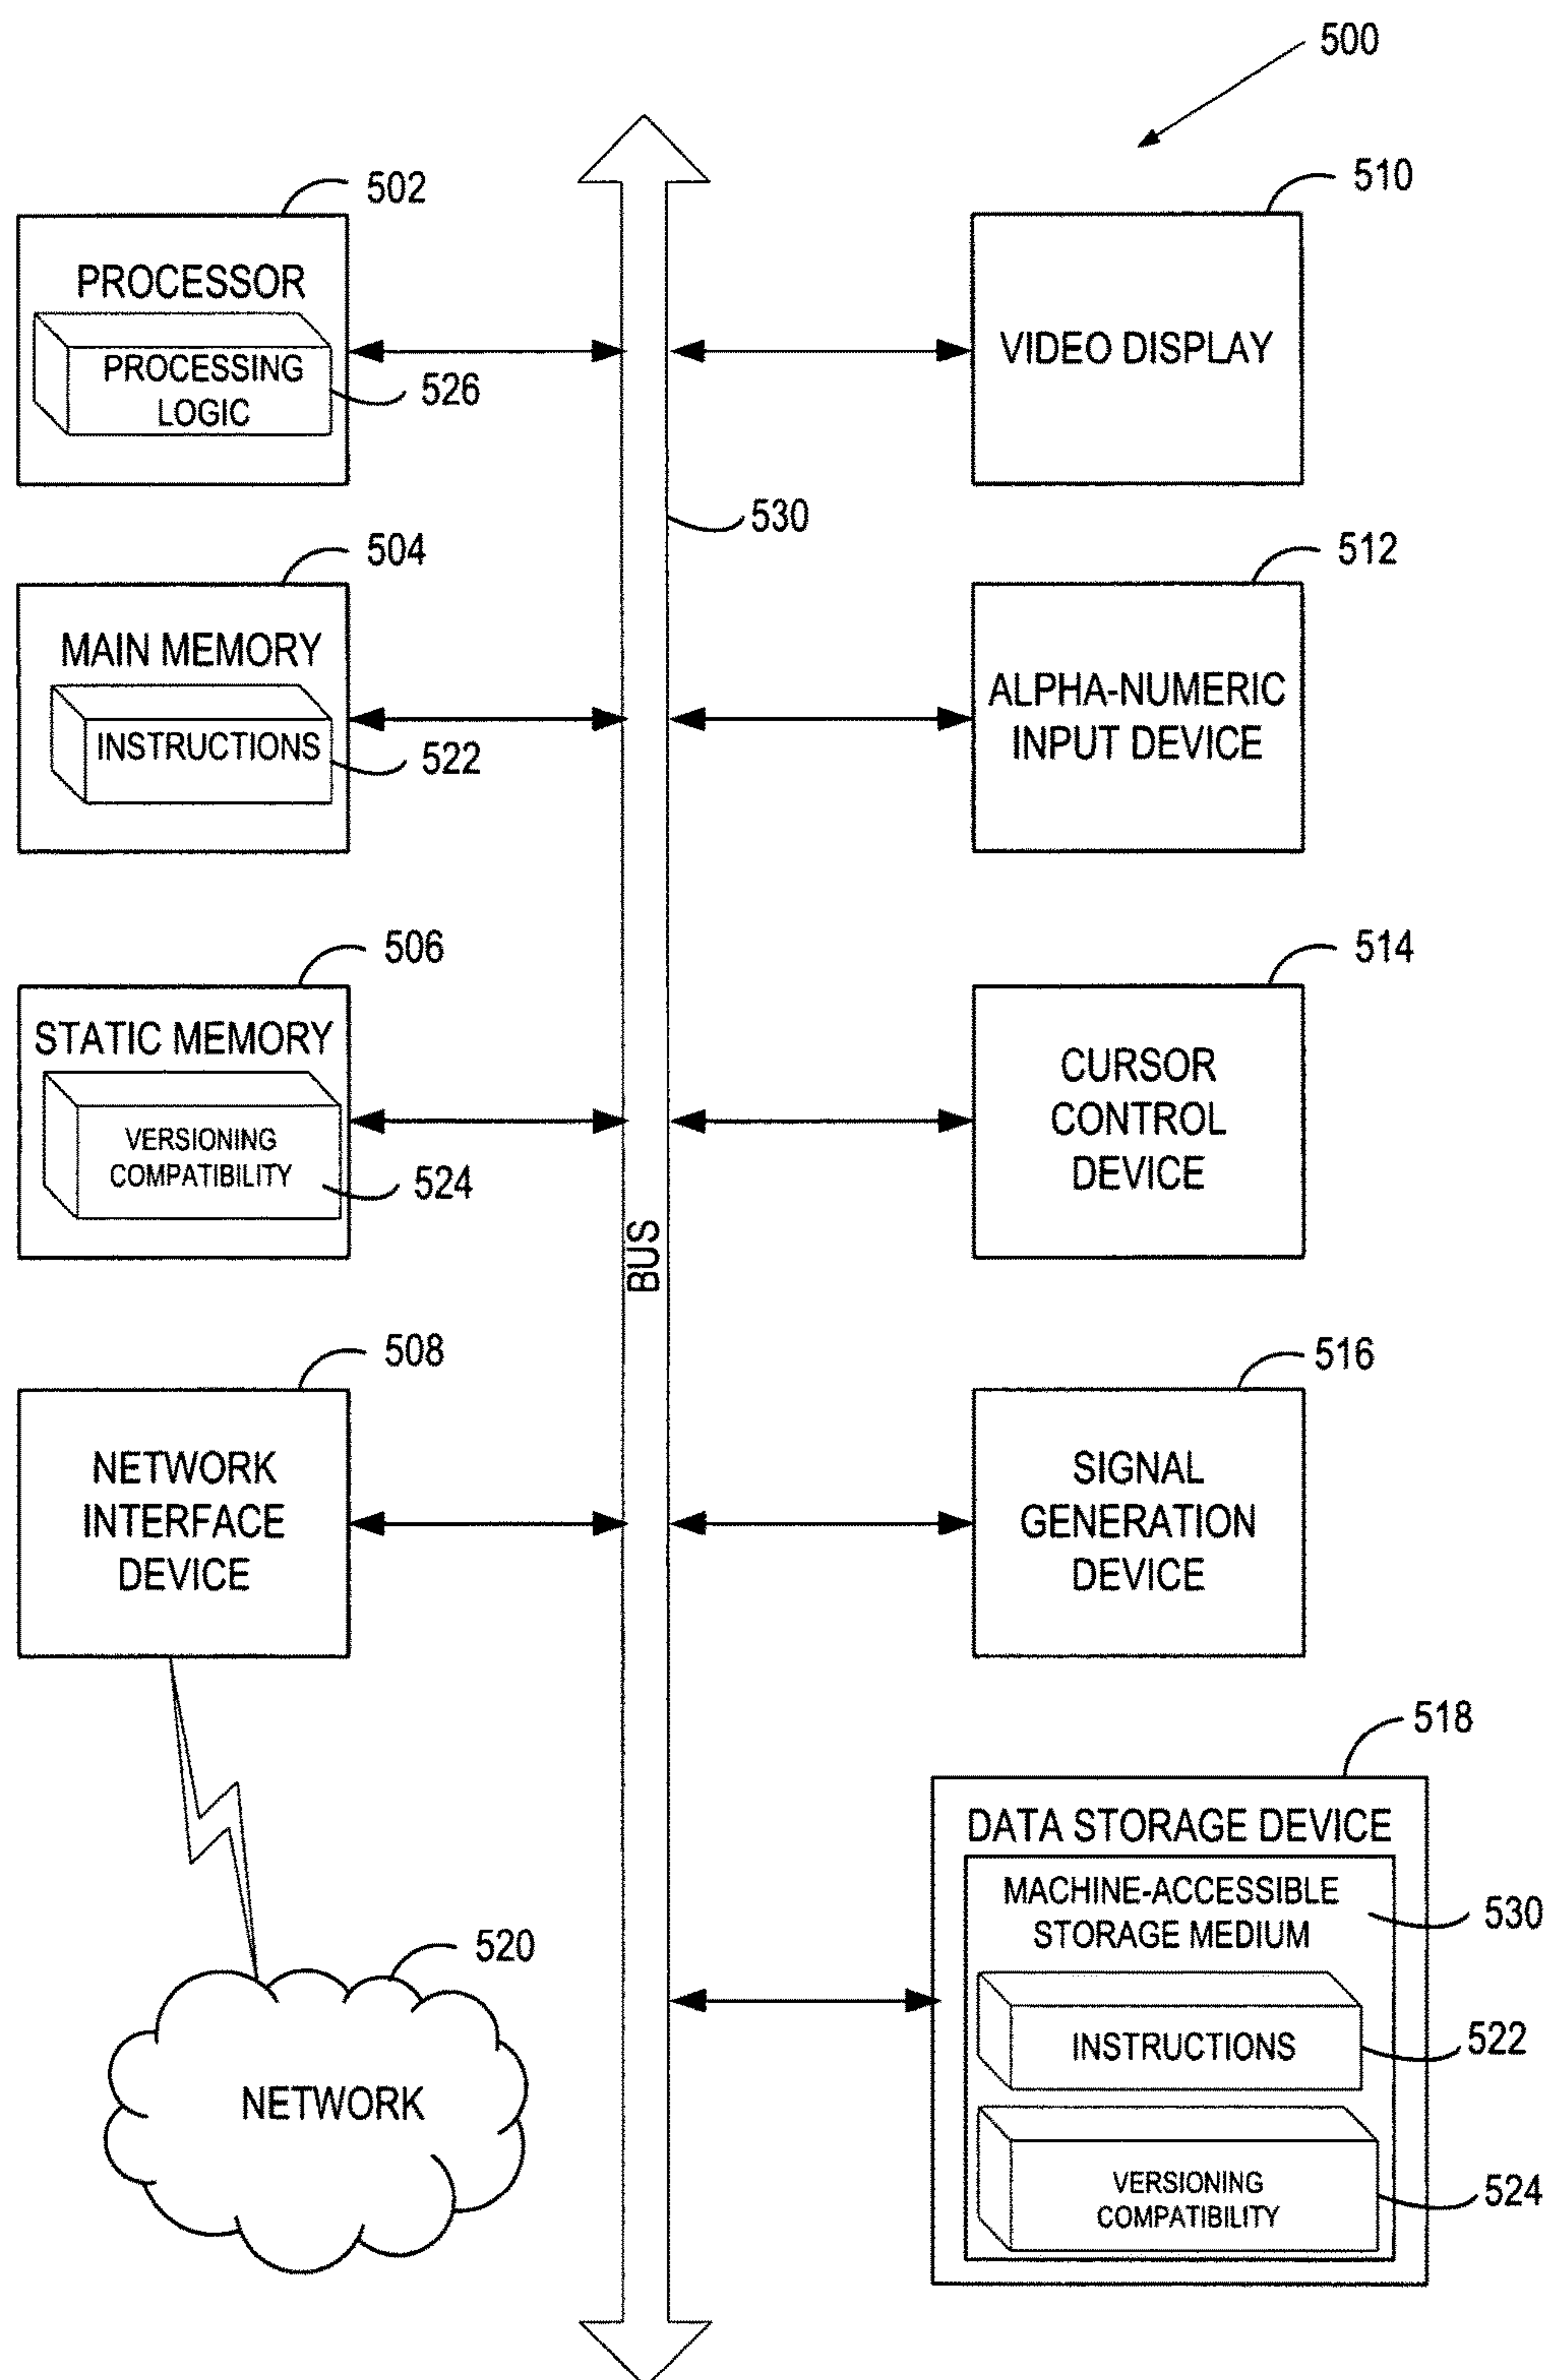 500
502
PROCESSOR
PROCESSING
LOGIC
526
510
VIDEO DISPLAY
530
504
MAIN MEMORY
INSTRUCTIONS
522
512
ALPHA-NUMERIC
INPUT DEVICE
506
STATIC MEMORY
VERSIONING
COMPATIBILITY
524
514
CURSOR
CONTROL
DEVICE
BUS
508
NETWORK
INTERFACE
DEVICE
516
SIGNAL
GENERATION
DEVICE
520
NETWORK
518
DATA STORAGE DEVICE
MACHINE-ACCESSIBLE
STORAGE MEDIUM
530
INSTRUCTIONS
522
VERSIONING
COMPATIBILITY
524